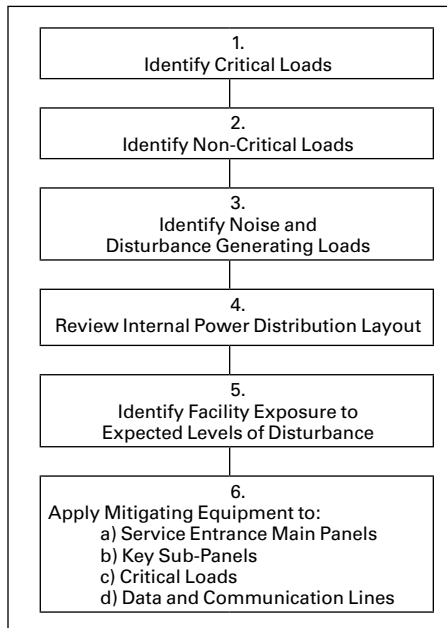 1.
Identify Critical Loads
2.
Identify Non-Critical Loads
3.
Identify Noise and
Disturbance Generating Loads
4.
Review Internal Power Distribution Layout
5.
Identify Facility Exposure to
Expected Levels of Disturbance
6.
Apply Mitigating Equipment to:
a) Service Entrance Main Panels
b) Key Sub-Panels
c) Critical Loads
d) Data and Communication Lines